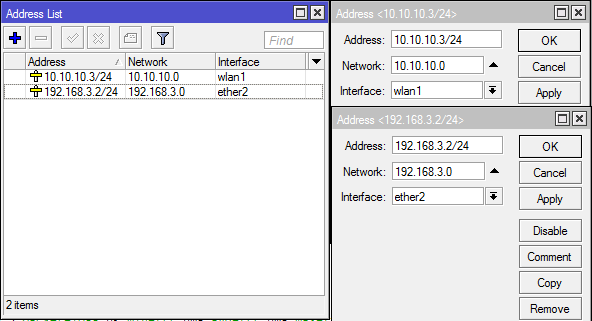 Address List
Find
Address Network Interface
10.10.10.3/24 10.10.10.0 wlan1
192.168.3.2/24 192.168.3.0 ether2
2 items
Address <10.10.10.3/24>
Address: 10.10.10.3/24 OK
Network: 10.10.10.0 Cancel
Interface: wlan1 Apply
Address <192.168.3.2/24>
Address: 192.168.3.2/24 OK
Network: 192.168.3.0 Cancel
Interface: ether2 Apply
Disable
Comment
Copy
Remove